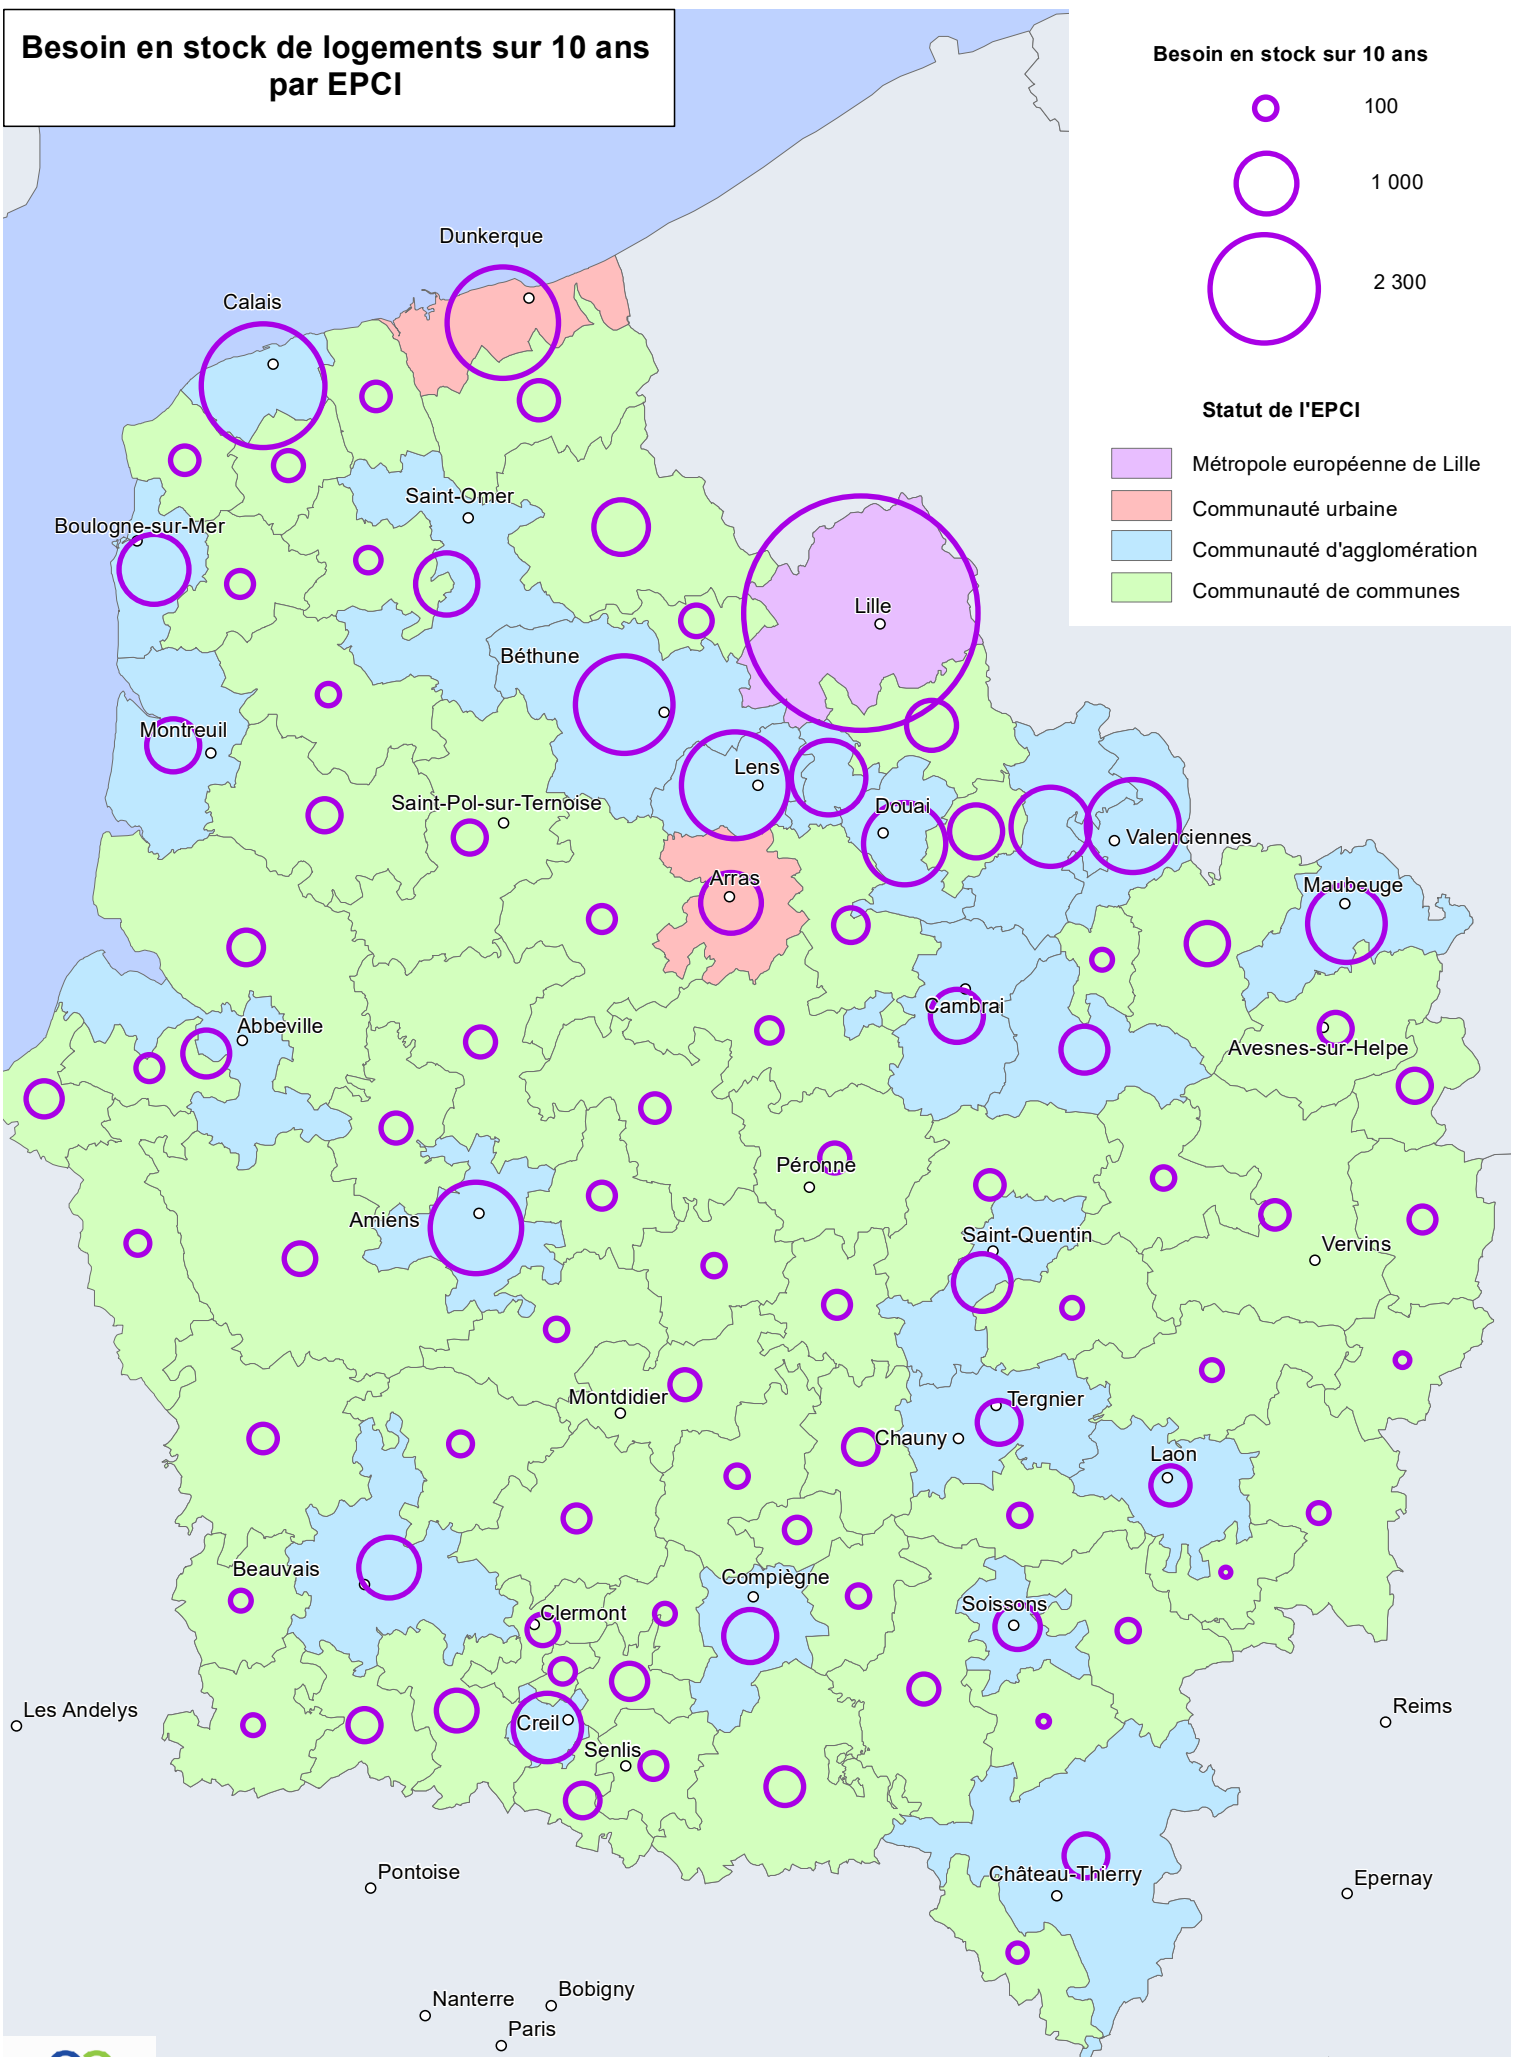 Besoin en stock de logements sur 10 ans
par EPCI
Besoin en stock sur 10 ans
100
1 000
2 300
Statut de l'EPCI
Métropole européenne de Lille
Communauté urbaine
Communauté d'agglomération
Communauté de communes
Dunkerque
Calais
Saint-Omer
Boulogne-sur-Mer
Lille
Béthune
Montreuil
Lens
Saint-Pol-sur-Ternoise
Douai
Valenciennes
Arras
Maubeuge
Cambrai
Abbeville
Avesnes-sur-Helpe
Péronne
Amiens
Saint-Quentin
Vervins
Montdidier
Tergnier
Chauny
Laon
Beauvais
Compiègne
Clermont
Soissons
Les Andelys
Reims
Creil
Senlis
Pontoise
Château-Thierry
Epernay
Nanterre
Bobigny
Paris